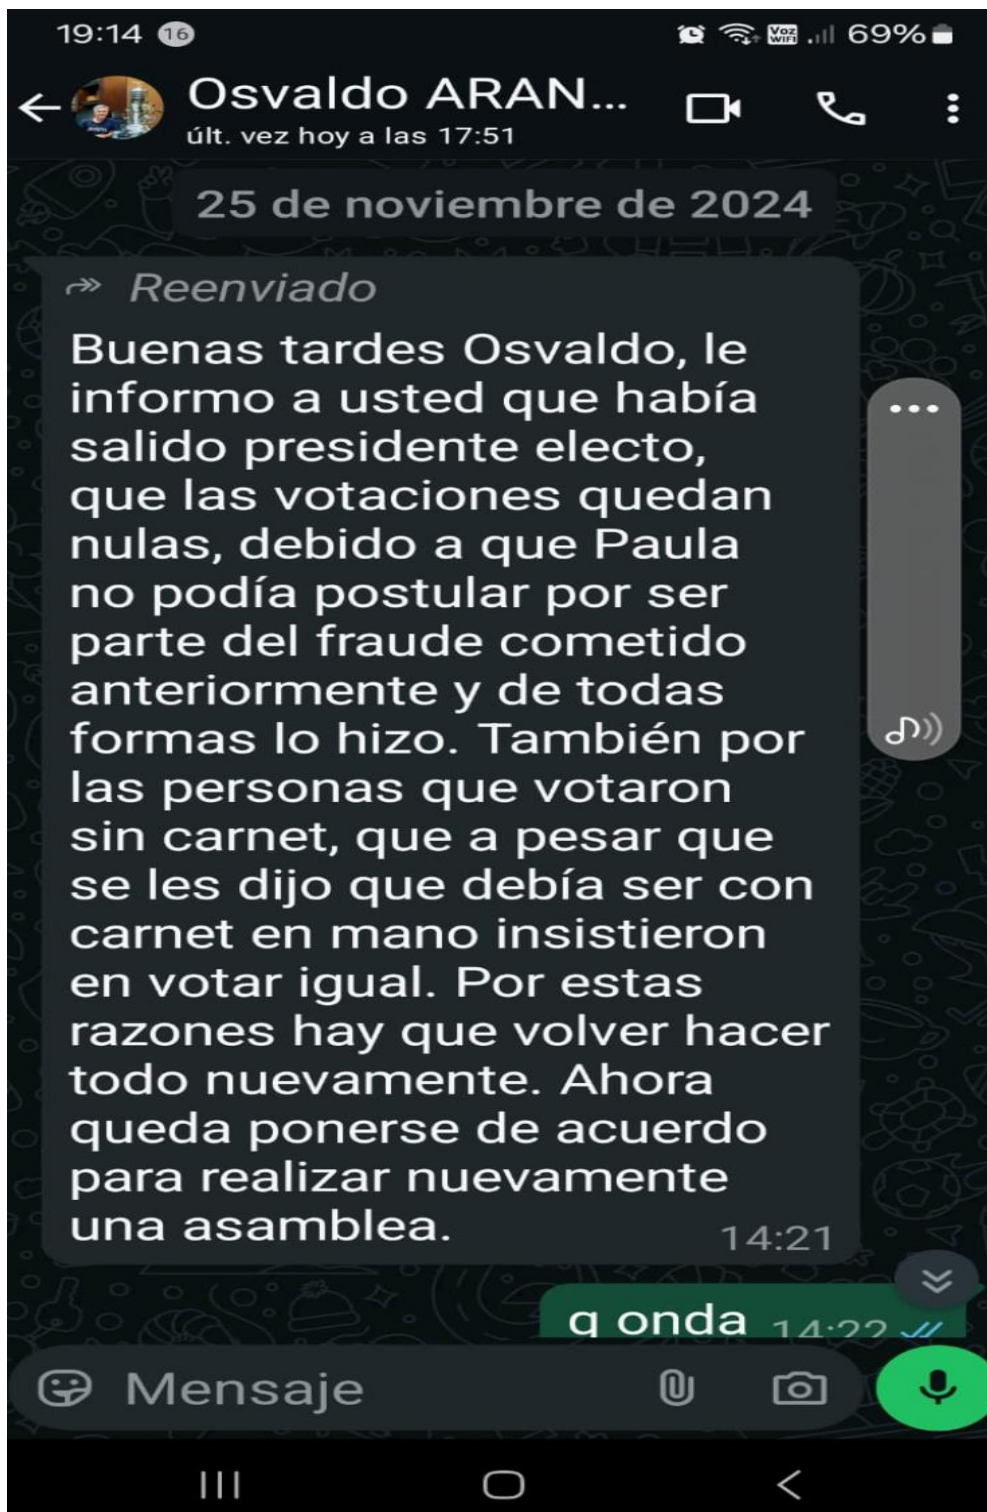 19:14 16 Voz WIFI 69%
Osvaldo ARAN...
últ. vez hoy a las 17:51
25 de noviembre de 2024
Reenviado
Buenas tardes Osvaldo, le
informo a usted que había
salido presidente electo,
que las votaciones quedan
nulas, debido a que Paula
no podía postular por ser
parte del fraude cometido
anteriormente y de todas
formas lo hizo. También por
las personas que votaron
sin carnet, que a pesar que
se les dijo que debía ser con
carnet en mano insistieron
en votar igual. Por estas
razones hay que volver hacer
todo nuevamente. Ahora
queda ponerse de acuerdo
para realizar nuevamente
una asamblea.
14:21
q onda 14:22
Mensaje